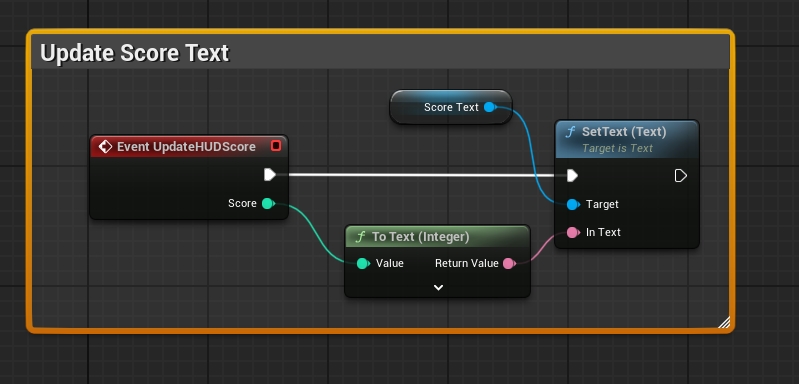 Update Score Text
Score Text
SetText (Text)
Target is Text
Event UpdateHUDScore
Score
Target
To Text (Integer)
In Text
Value Return Value